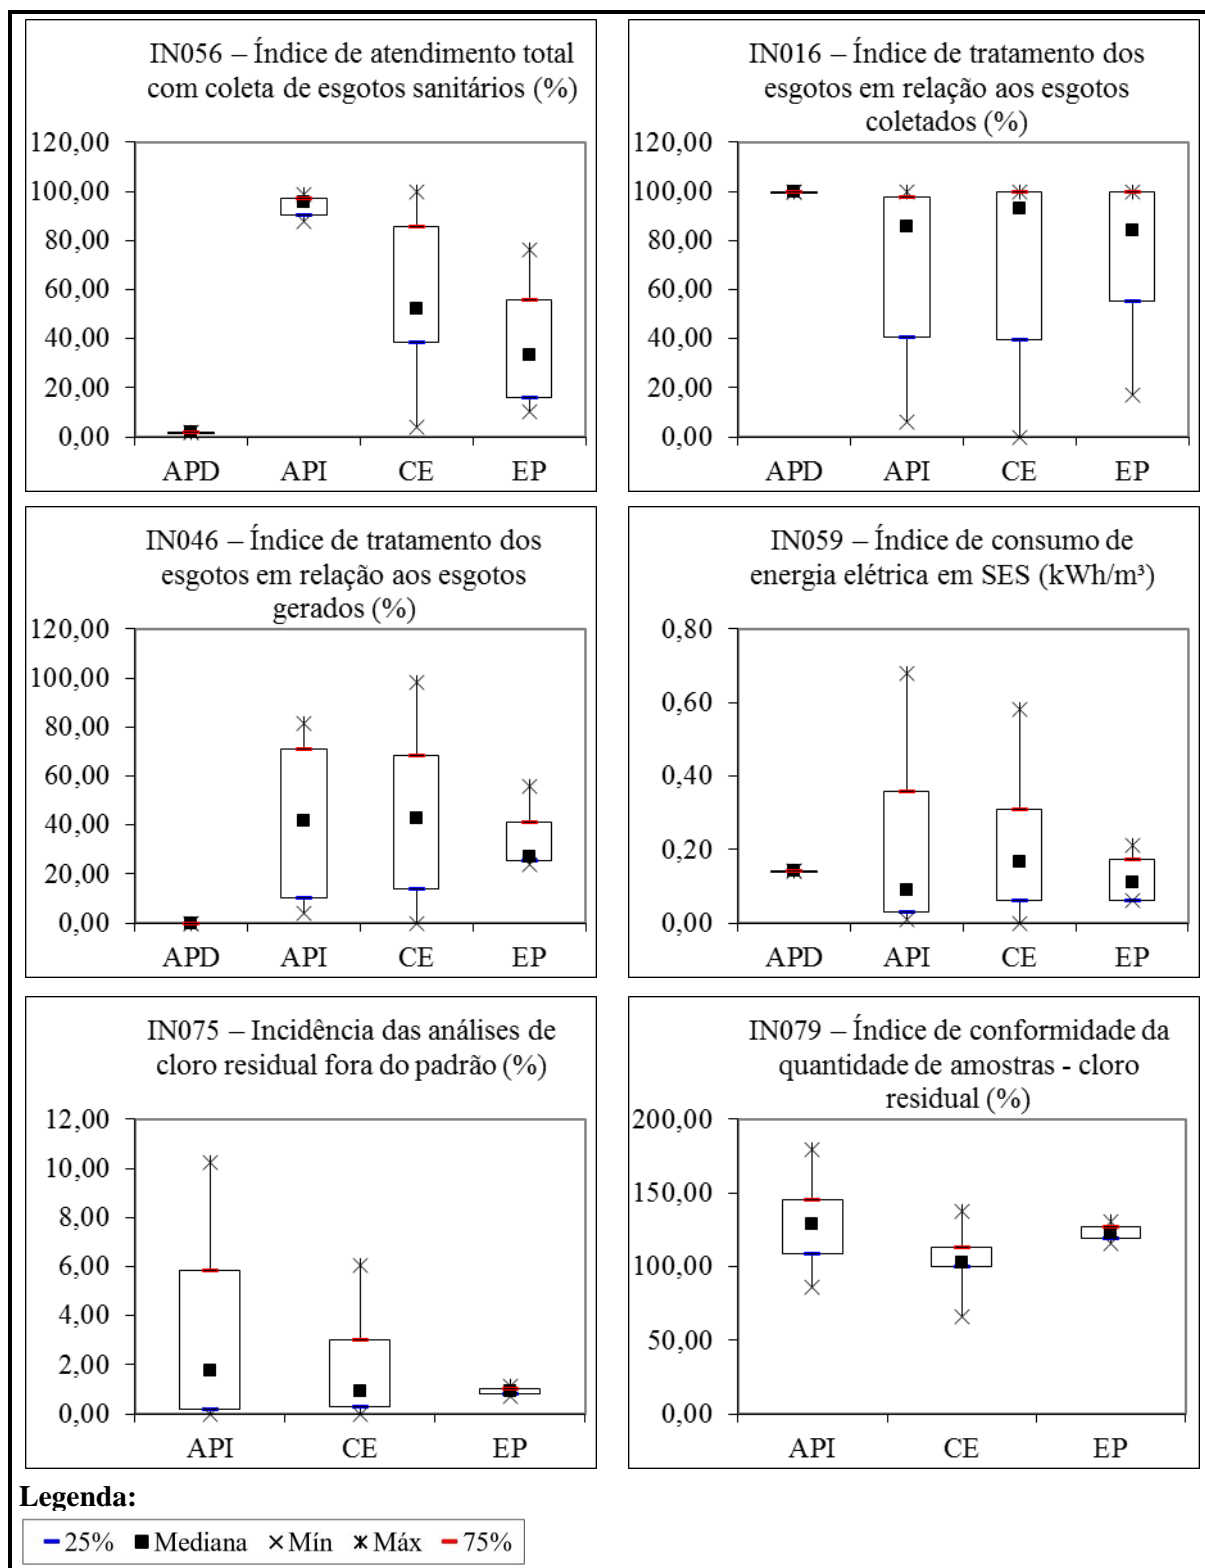 IN056 – Índice de atendimento total
com coleta de esgotos sanitários (%)
120,00
100,00
80,00
60,00
40,00
20,00
0,00
APD API CE EP
IN016 – Índice de tratamento dos
esgotos em relação aos esgotos
coletados (%)
120,00
100,00
80,00
60,00
40,00
20,00
0,00
APD API CE EP
IN046 – Índice de tratamento dos
esgotos em relação aos esgotos
gerados (%)
120,00
100,00
80,00
60,00
40,00
20,00
0,00
APD API CE EP
IN059 – Índice de consumo de
energia elétrica em SES (kWh/m³)
0,80
0,60
0,40
0,20
0,00
APD API CE EP
IN075 – Incidência das análises de
cloro residual fora do padrão (%)
12,00
10,00
8,00
6,00
4,00
2,00
0,00
API CE EP
IN079 – Índice de conformidade da
quantidade de amostras - cloro
residual (%)
200,00
150,00
100,00
50,00
0,00
API CE EP
Legenda:
25% Mediana Mín Máx 75%